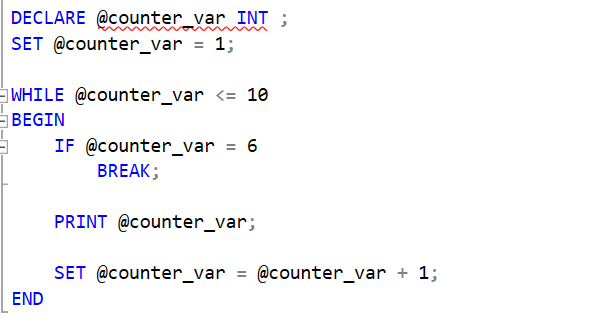 DECLARE @counter_var INT ;
SET @counter_var = 1;
WHILE @counter_var <= 10
BEGIN
IF @counter_var = 6
BREAK;
PRINT @counter_var;
SET @counter_var = @counter_var + 1;
END